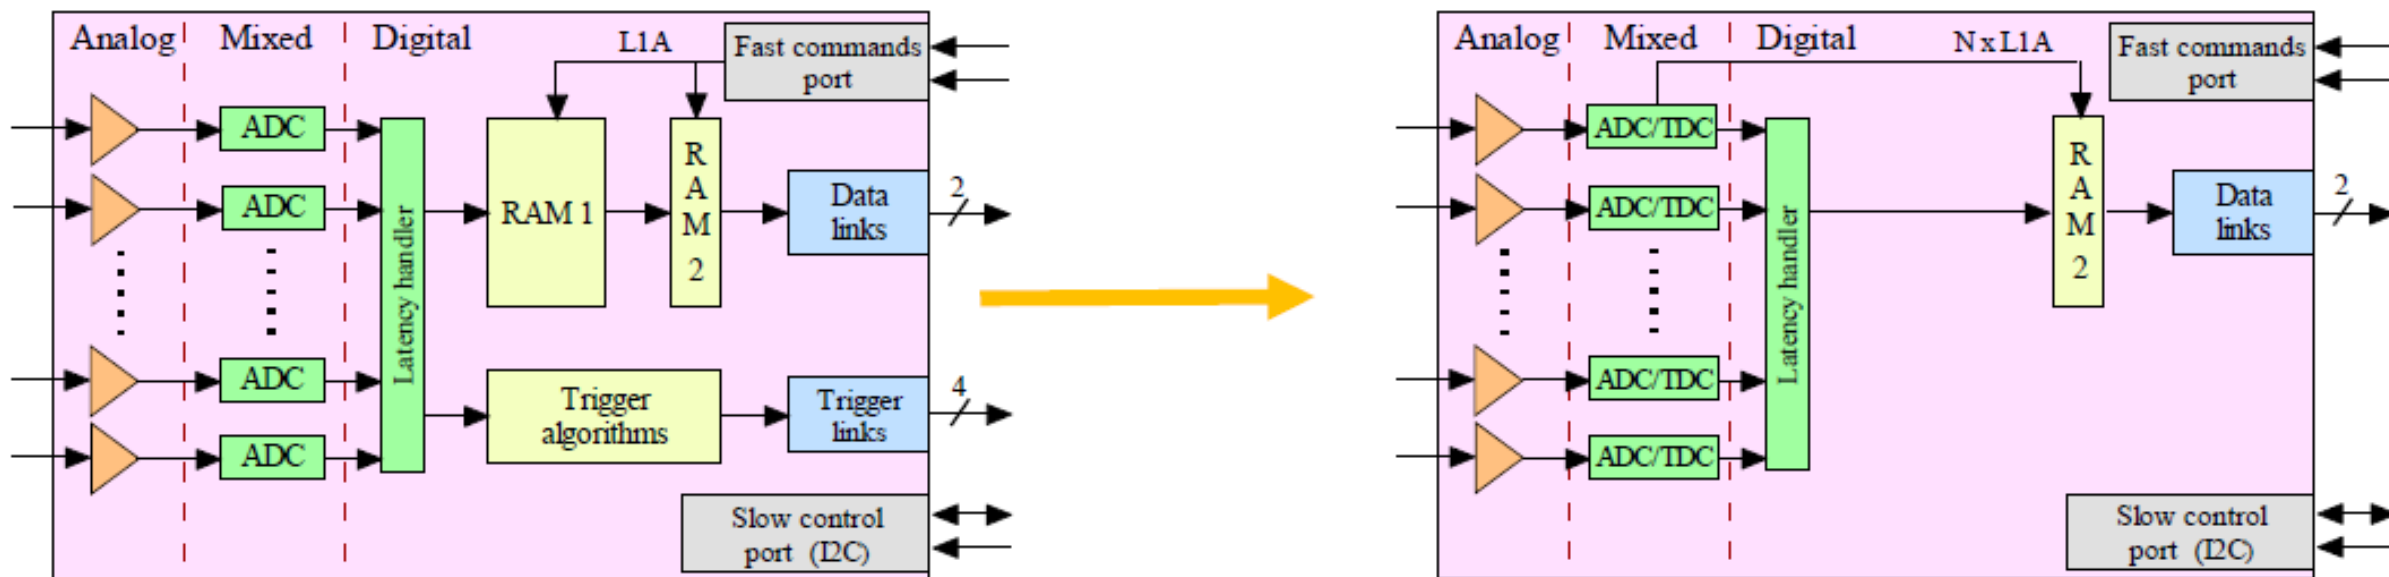 Analog Mixed Digital L1A
Fast commands
port
ADC
ADC
ADC
ADC
Latency handler
RAM 1
R
A
M
2
Data
links
2
Trigger
algorithms
Trigger
links
4
Slow control
port (I2C)
Analog Mixed Digital NxL1A
Fast commands
port
ADC/TDC
ADC/TDC
ADC/TDC
ADC/TDC
Latency handler
R
A
M
2
Data
links
2
Slow control
port (I2C)